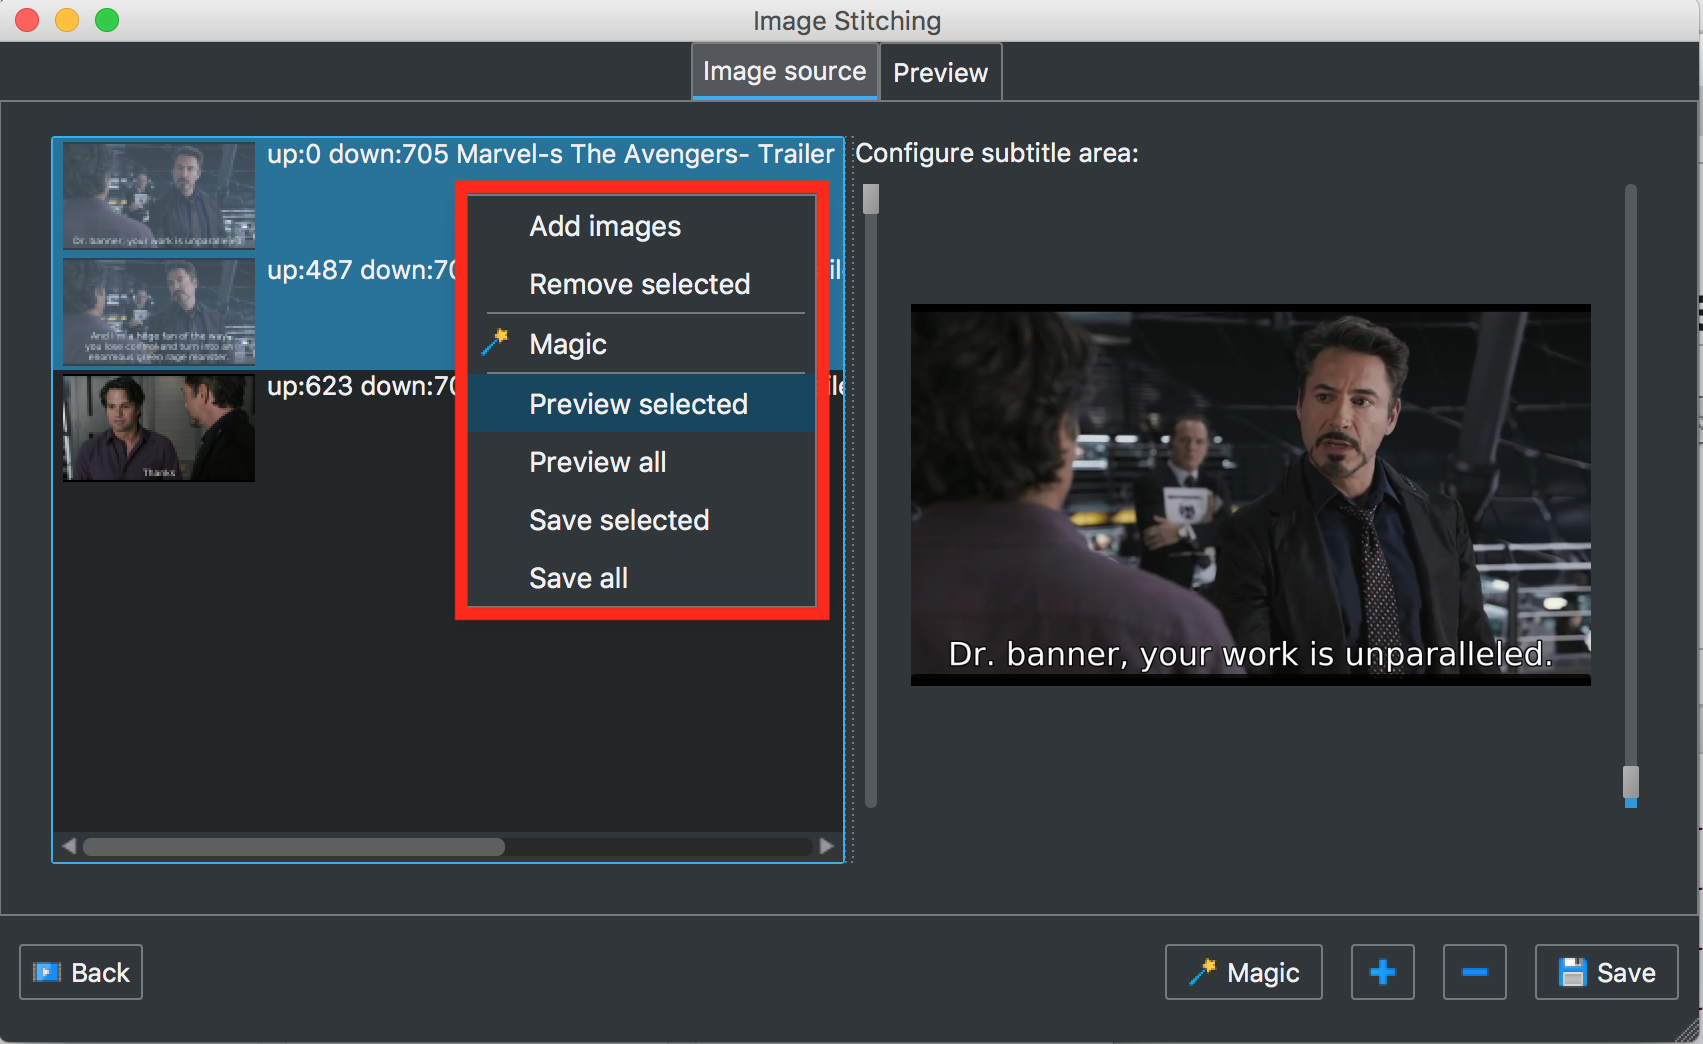 Image Stitching
Image source
Preview
up:0 down:705 Marvel-s The Avengers- Trailer
Dr. banner, your work is unparalleled.
up:487 down:70
And I'm a huge fan of the way
you lose control and turn into an
enormous green rage monster.
up:623 down:70
Thanks
Add images
Remove selected
Magic
Preview selected
Preview all
Save selected
Save all
Configure subtitle area:
Dr. banner, your work is unparalleled.
Back
Magic
Save